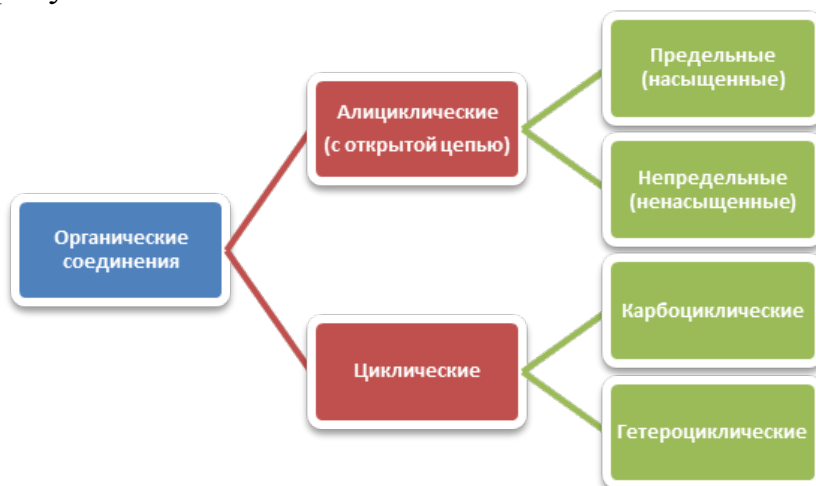 Предельные
(насыщенные)
Алициклические
(с открытой цепью)
Непредельные
(ненасыщенные)
Органические
соединения
Карбоциклические
Циклические
Гетероциклические